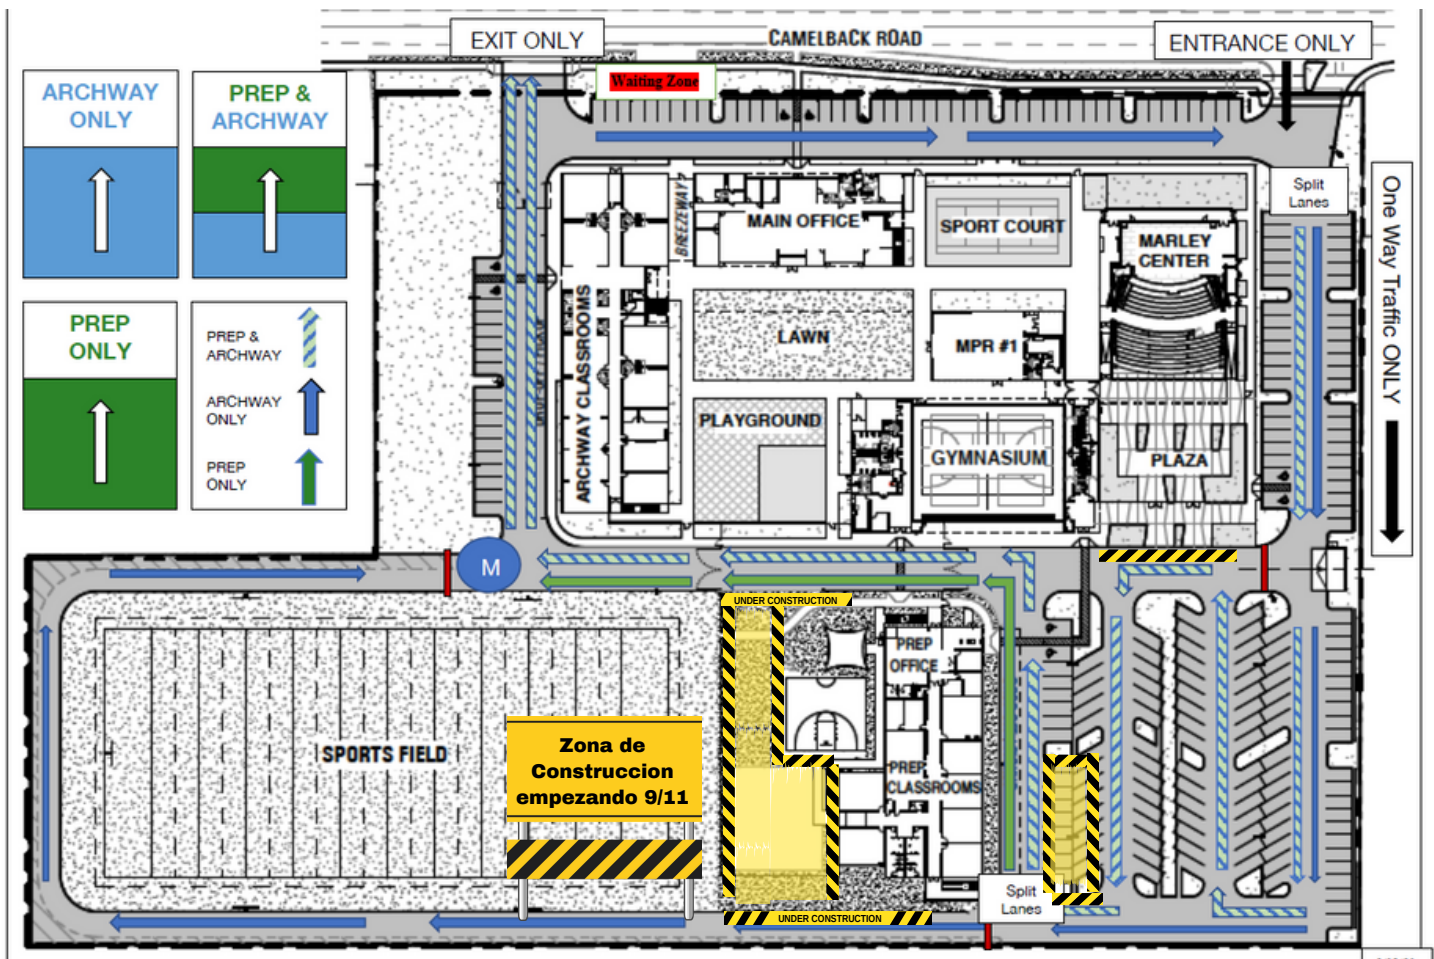 EXIT ONLY
CAMELBACK ROAD
ENTRANCE ONLY
Waiting Zone
ARCHWAY
ONLY
PREP &
ARCHWAY
PREP
ONLY
PREP &
ARCHWAY
ARCHWAY
ONLY
PREP
ONLY
Split
Lanes
One Way Traffic ONLY
BREEZEWAY
MAIN OFFICE
SPORT COURT
MARLEY
CENTER
ARCHWAY CLASSROOMS
LAWN
MPR #1
PLAYGROUND
GYMNASIUM
PLAZA
M
UNDER CONSTRUCTION
PREP
OFFICE
SPORTS FIELD
Zona de
Construccion
empezando 9/11
PREP
CLASSROOMS
Split
Lanes
UNDER CONSTRUCTION